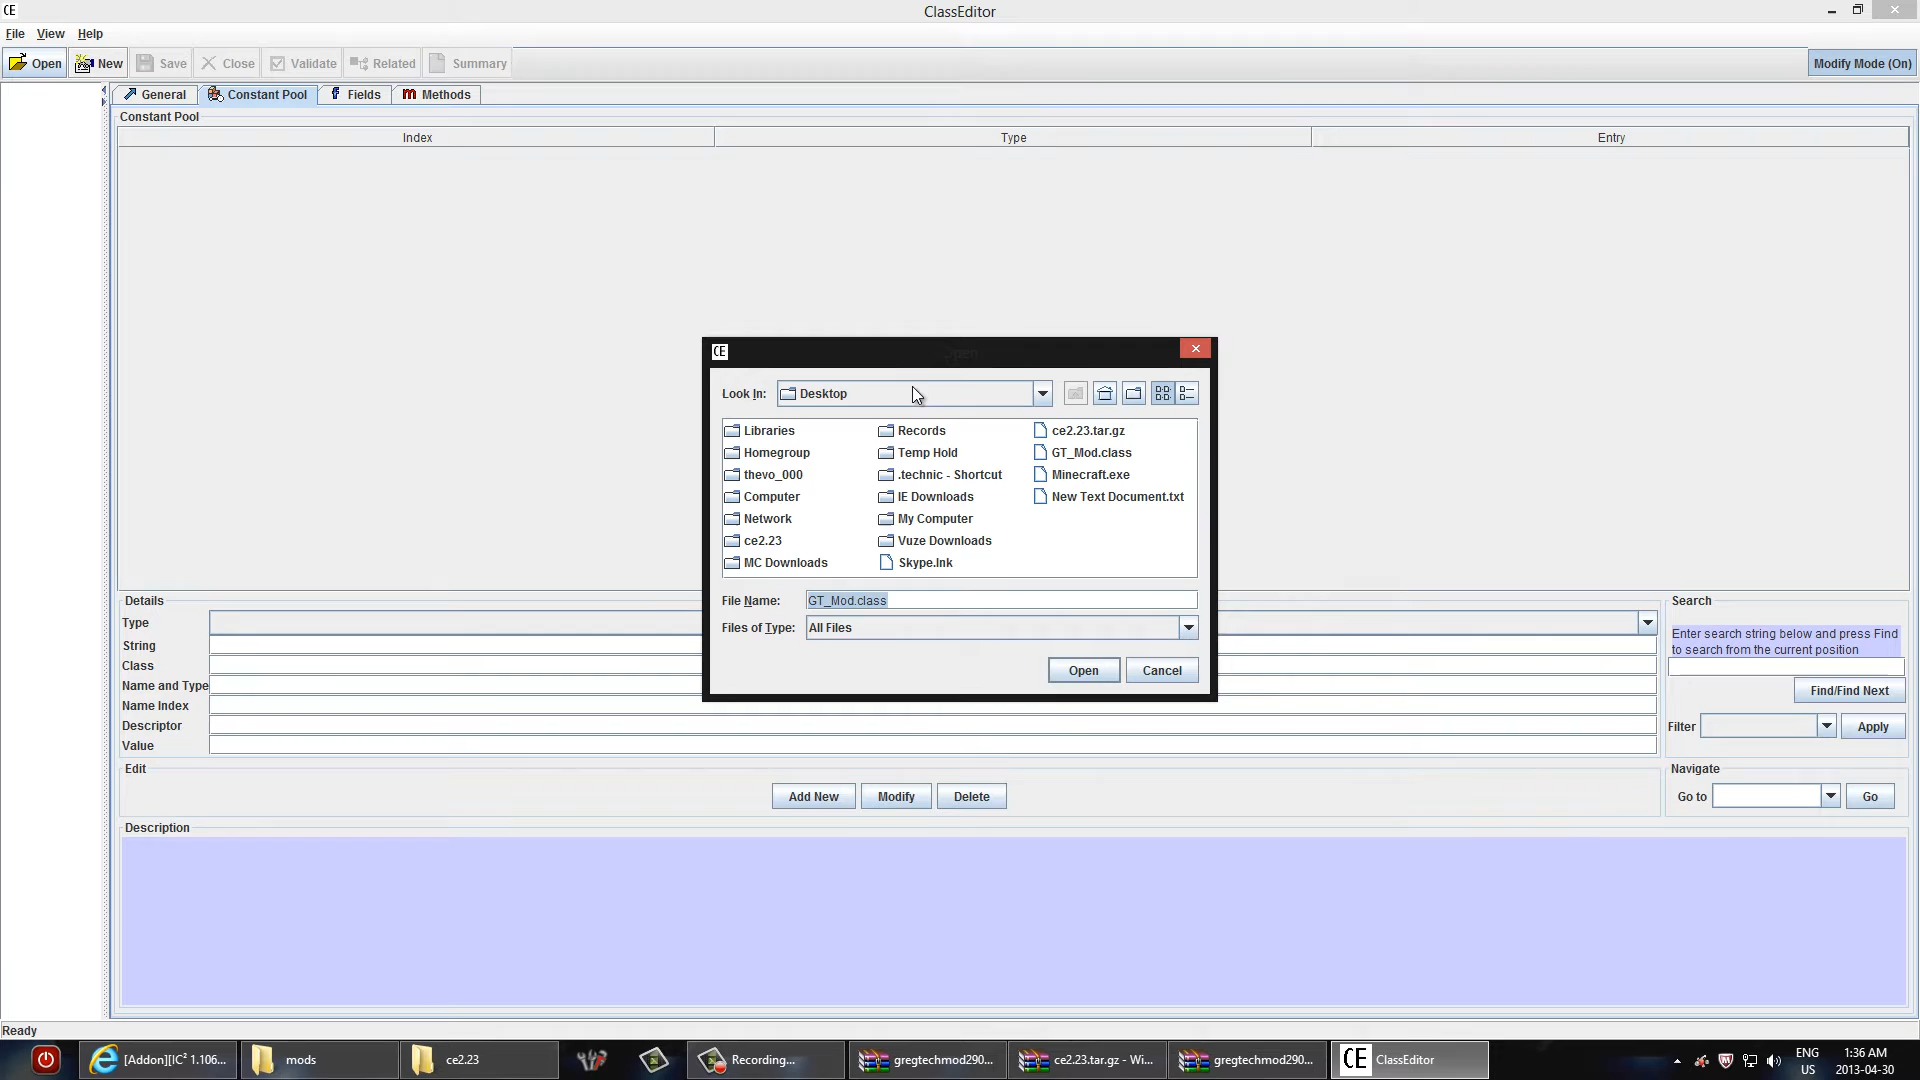 CE ClassEditor
File View Help
Open New Save Close Validate Related Summary Modify Mode (On)
General Constant Pool Fields Methods
Constant Pool
Index Type Entry
CE
Look In: Desktop
Libraries Records ce2.23.tar.gz
Homegroup Temp Hold GT_Mod.class
thevo_000 .technic - Shortcut Minecraft.exe
Computer IE Downloads New Text Document.txt
Network My Computer
ce2.23 Vuze Downloads
MC Downloads Skype.lnk
File Name: GT_Mod.class
Files of Type: All Files
Open Cancel
Details
Type
String
Class
Name and Type
Name Index
Descriptor
Value
Search
Enter search string below and press Find
to search from the current position
Find/Find Next
Filter Apply
Edit
Add New Modify Delete
Navigate
Go to Go
Description
Ready
[Addon][IC² 1.106... mods ce2.23 Recording... gregtechmod290... ce2.23.tar.gz - Wi... gregtechmod290... CE ClassEditor
ENG
US
1:36 AM
2013-04-30